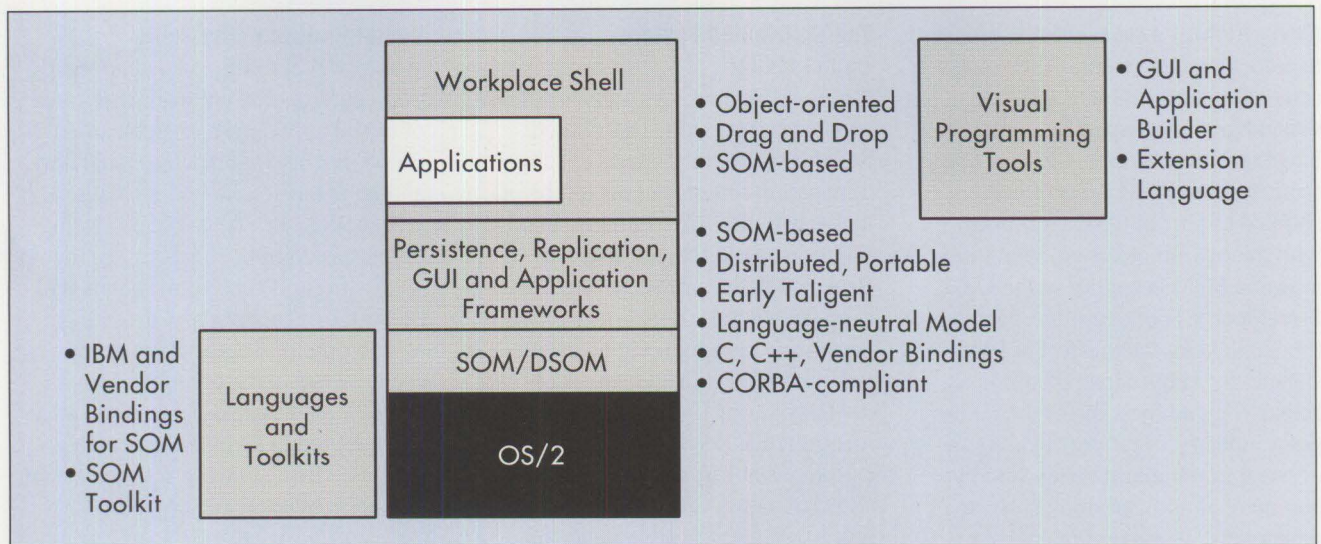 Workplace Shell
Applications
• Object-oriented
• Drag and Drop
• SOM-based
Visual
Programming
Tools
• GUI and
Application
Builder
• Extension
Language
Persistence, Replication,
GUI and Application
Frameworks
• SOM-based
• Distributed, Portable
• Early Taligent
• Language-neutral Model
• C, C++, Vendor Bindings
• CORBA-compliant
SOM/DSOM
OS/2
• IBM and
Vendor
Bindings
for SOM
• SOM
Toolkit
Languages
and
Toolkits